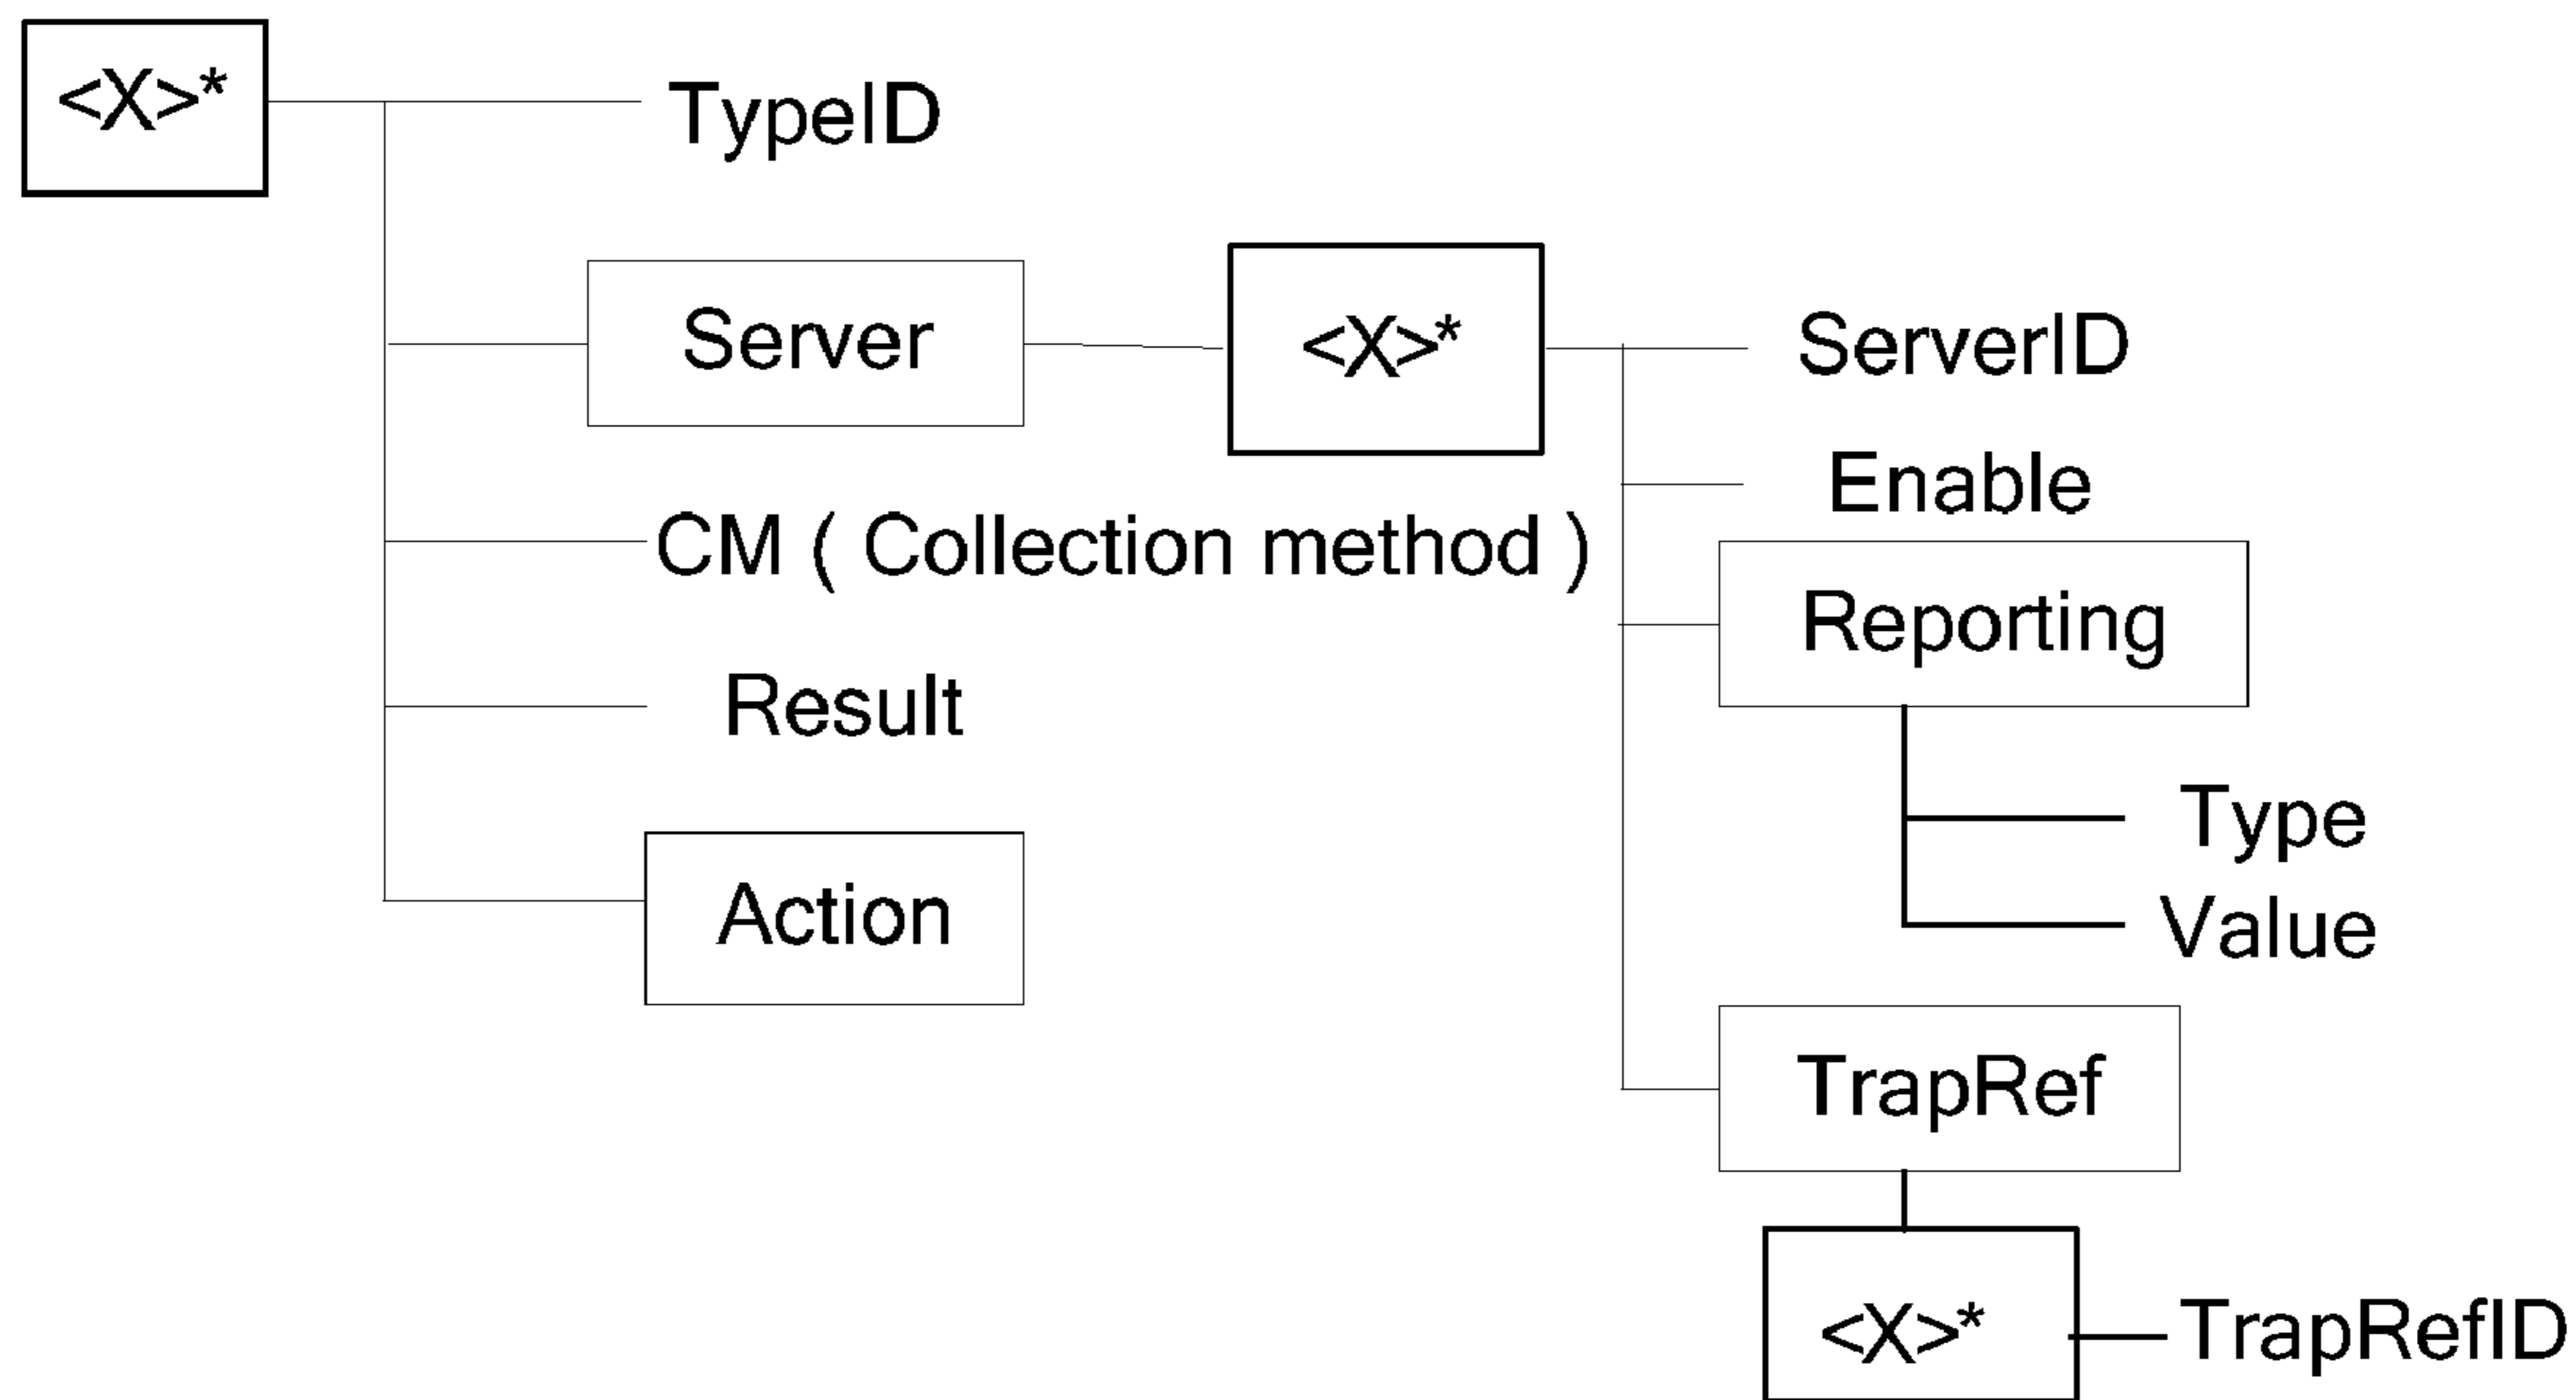 <X>*
TypeID
Server
<X>*
ServerID
Enable
CM ( Collection method )
Reporting
Result
Type
Value
Action
TrapRef
<X>*
TrapRefID